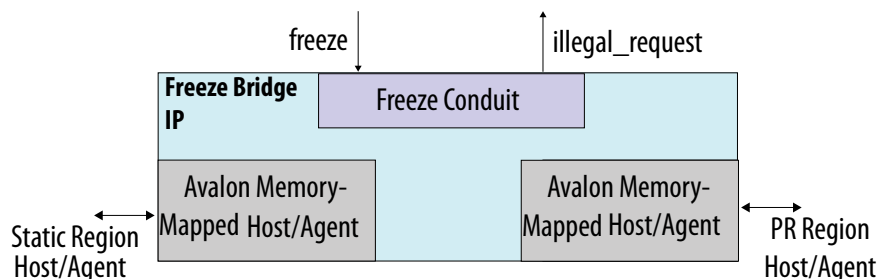 freeze
illegal_request
Freeze Bridge
IP
Freeze Conduit
Avalon Memory-
Mapped Host/Agent
Avalon Memory-
Mapped Host/Agent
Static Region
Host/Agent
PR Region
Host/Agent